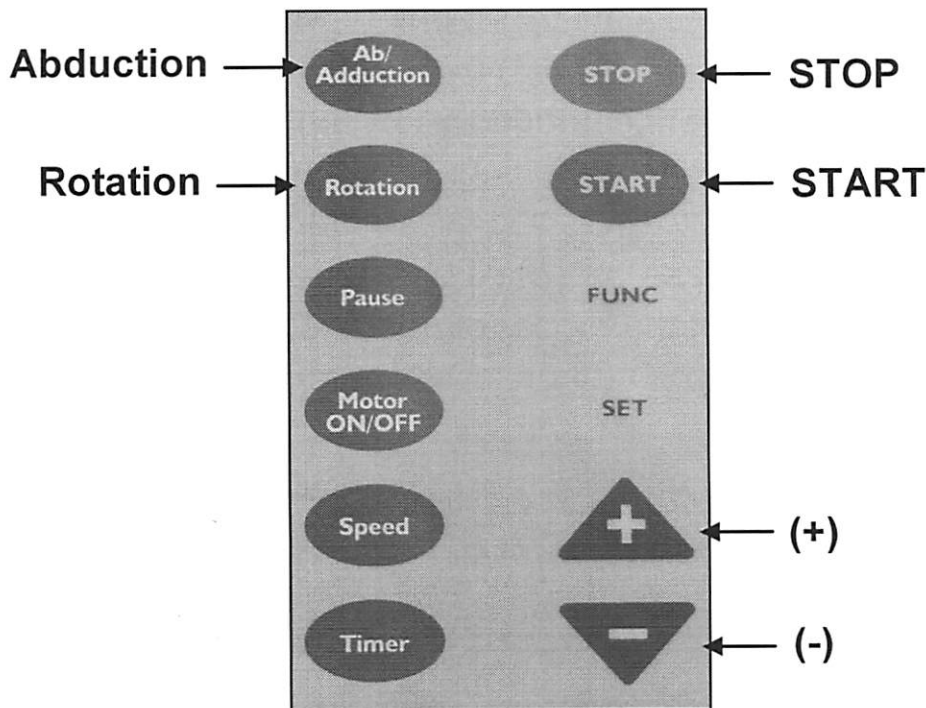 Abduction
Ab/
Adduction
STOP
STOP
Rotation
Rotation
START
START
Pause
FUNC
Motor
ON/OFF
SET
Speed
+
(+)
Timer
-
(-)